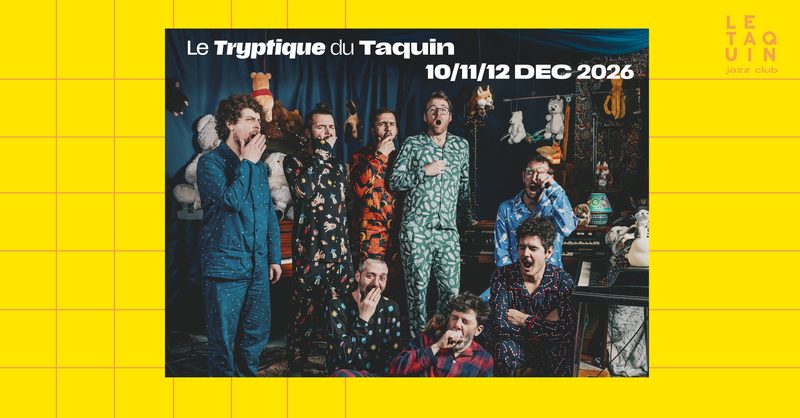 Le Tryptique du Taquin
10/11/12 DEC 2026
LE
TAQ
UIN
jazz club